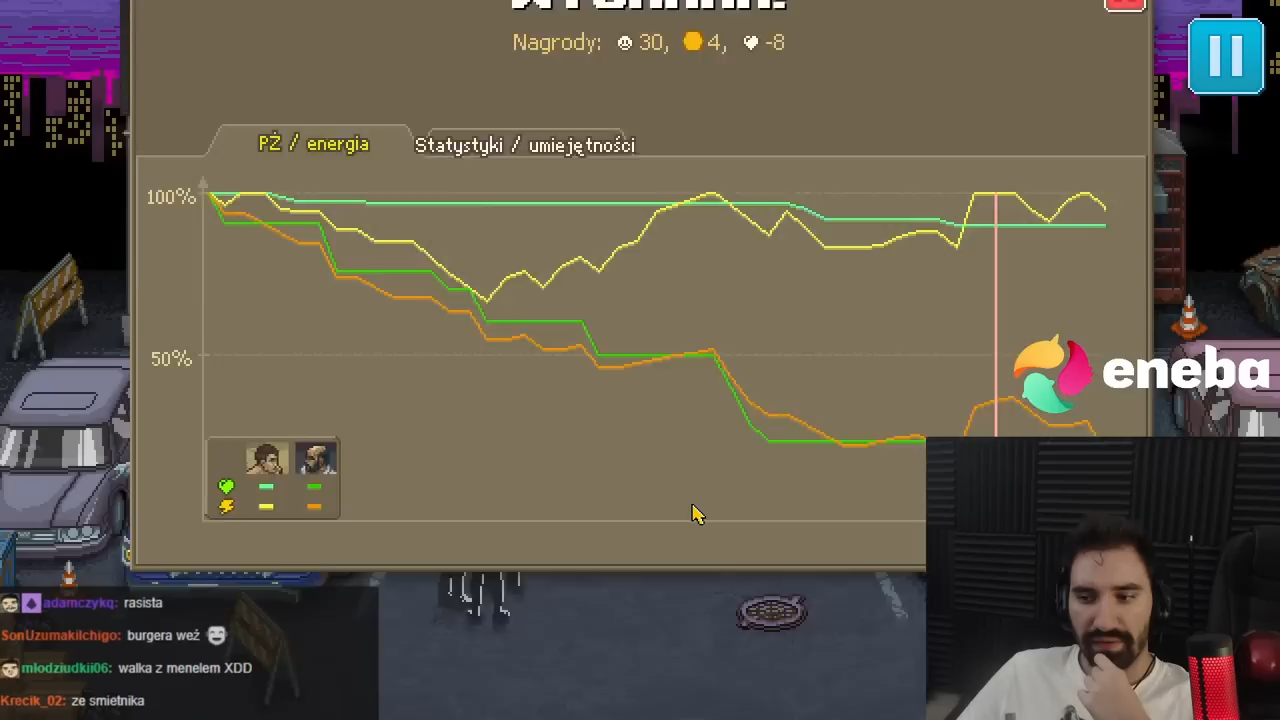 Nagrody: 30, 4, -8
PŻ / energia
Statystyki / umiejętności
100%
50%
eneba
adamczykq: rasista
SonUzumakiIchigo: burgera weź
mlodziudkii06: walka z menelem XDD
Krecik_02: ze smietnika